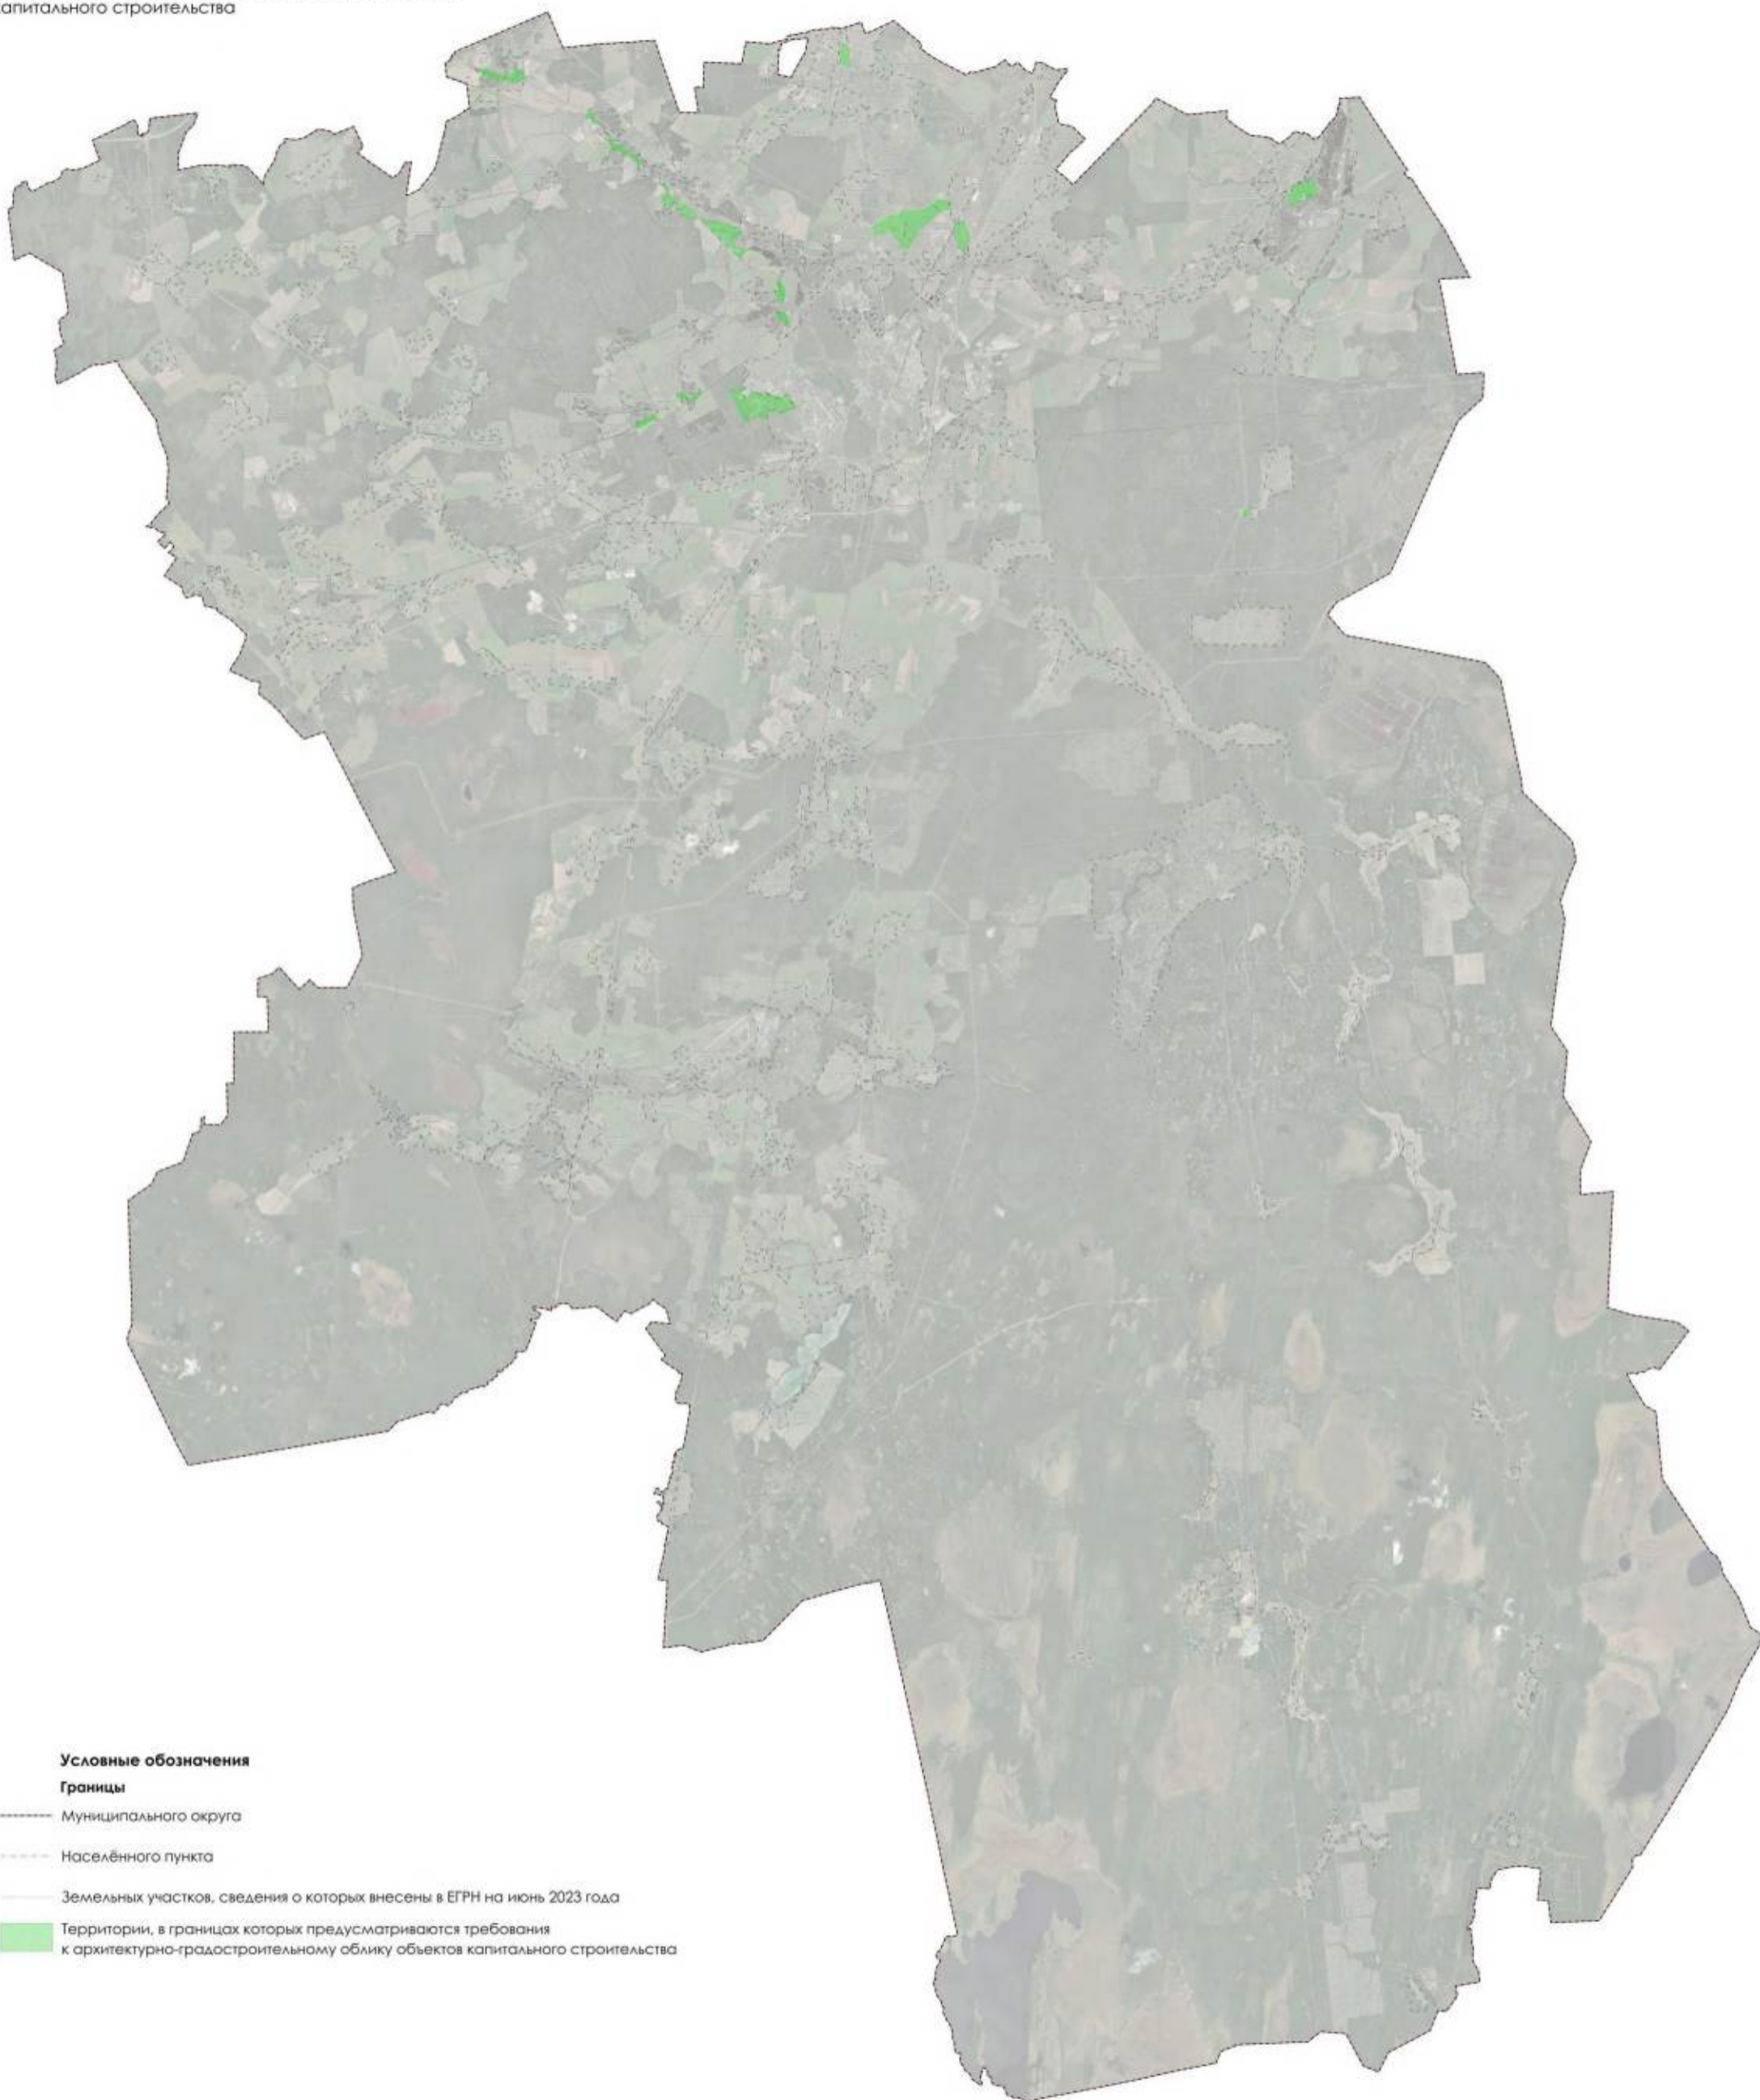 капитального строительства
Условные обозначения
Границы
Муниципального округа
Населённого пункта
Земельных участков, сведения о которых внесены в ЕГРН на июнь 2023 года
Территории, в границах которых предусматриваются требования
к архитектурно-градостроительному облику объектов капитального строительства